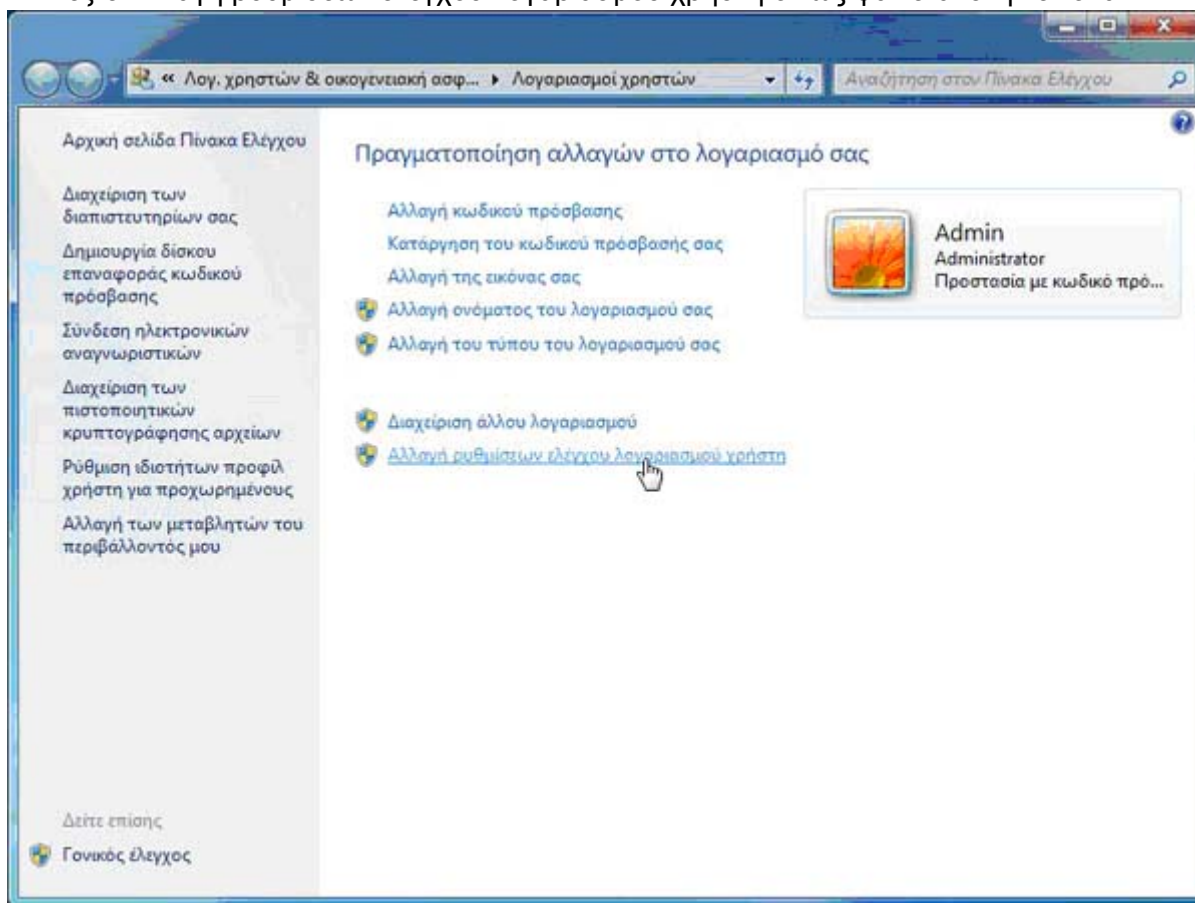 « Λογ. χρηστών & οικογενειακή ασφ... Λογαριασμοί χρηστών
Αναζήτηση στον Πίνακα Ελέγχου
Αρχική σελίδα Πίνακα Ελέγχου
Διαχείριση των
διαπιστευτηρίων σας
Δημιουργία δίσκου
επαναφοράς κωδικού
πρόσβασης
Σύνδεση ηλεκτρονικών
αναγνωριστικών
Διαχείριση των
πιστοποιητικών
κρυπτογράφησης αρχείων
Ρύθμιση ιδιοτήτων προφίλ
χρήστη για προχωρημένους
Αλλαγή των μεταβλητών του
περιβάλλοντός μου
Δείτε επίσης
Γονικός έλεγχος
Πραγματοποίηση αλλαγών στο λογαριασμό σας
Αλλαγή κωδικού πρόσβασης
Κατάργηση του κωδικού πρόσβασής σας
Αλλαγή της εικόνας σας
Αλλαγή ονόματος του λογαριασμού σας
Αλλαγή του τύπου του λογαριασμού σας
Διαχείριση άλλου λογαριασμού
Αλλαγή ρυθμίσεων ελέγχου λογαριασμού χρήστη
Admin
Administrator
Προστασία με κωδικό πρό...